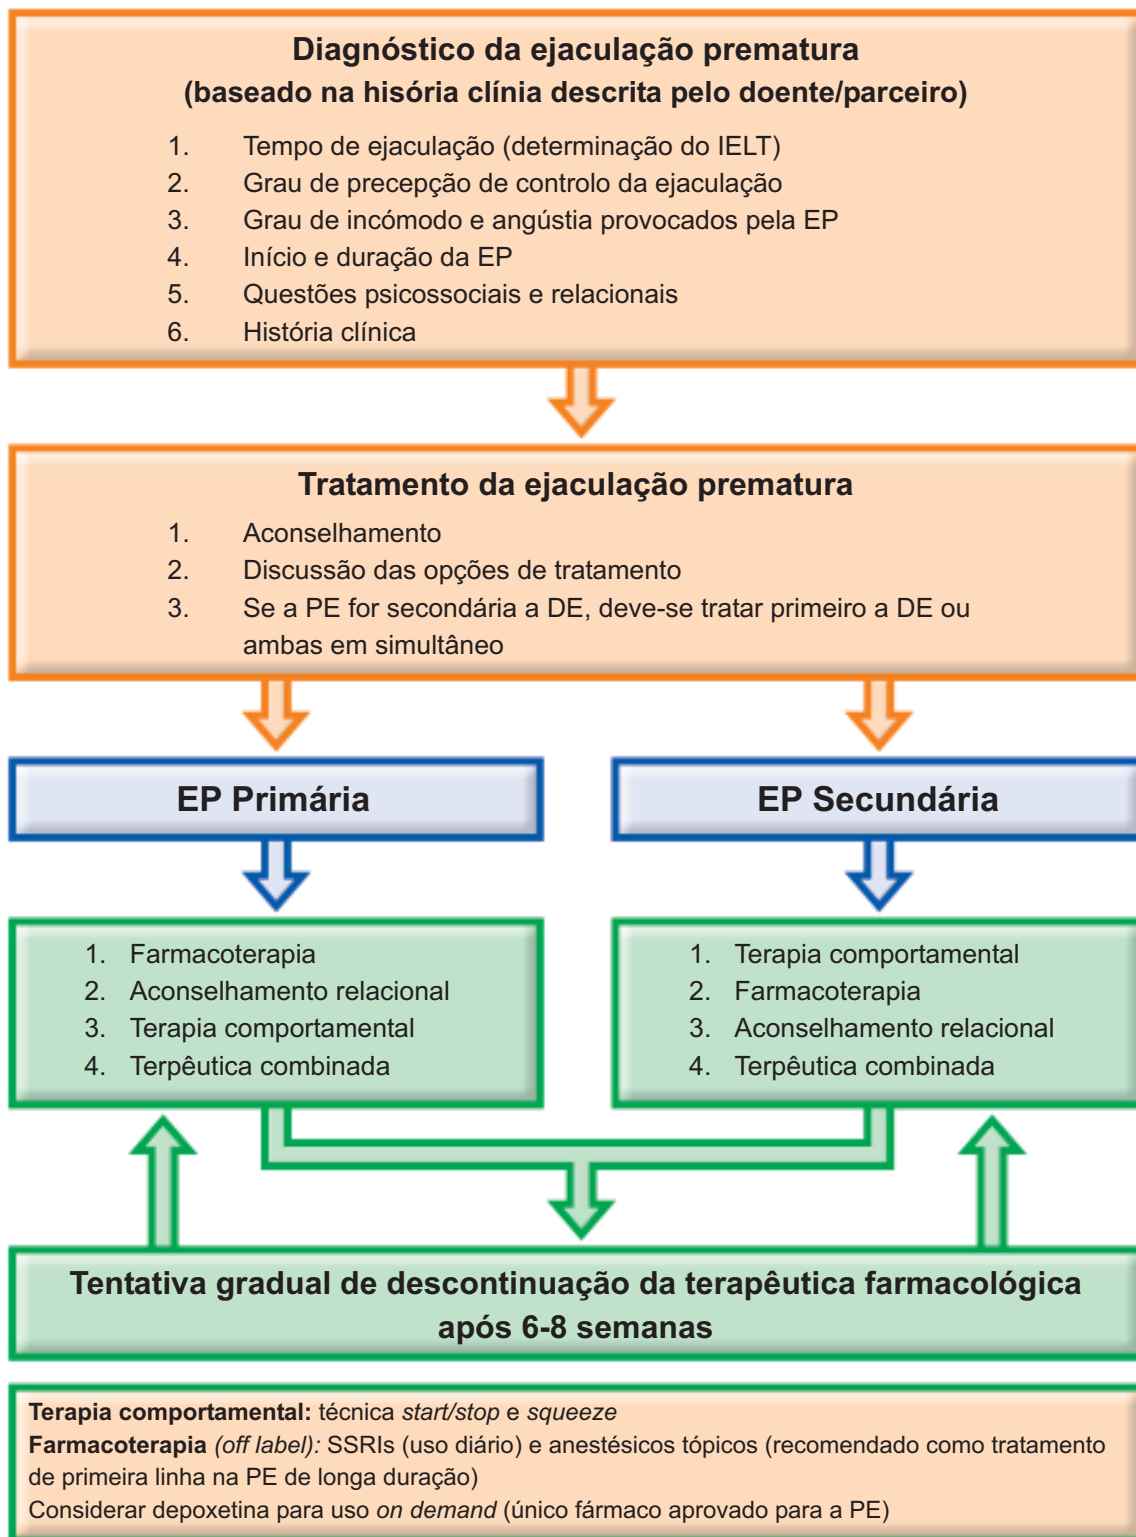 Diagnóstico da ejaculação prematura
(baseado na hisória clínia descrita pelo doente/parceiro)
1. Tempo de ejaculação (determinação do IELT)
2. Grau de precepção de controlo da ejaculação
3. Grau de incómodo e angústia provocados pela EP
4. Início e duração da EP
5. Questões psicossociais e relacionais
6. História clínica
Tratamento da ejaculação prematura
1. Aconselhamento
2. Discussão das opções de tratamento
3. Se a PE for secundária a DE, deve-se tratar primeiro a DE ou
ambas em simultâneo
EP Primária
EP Secundária
1. Farmacoterapia
2. Aconselhamento relacional
3. Terapia comportamental
4. Terpêutica combinada
1. Terapia comportamental
2. Farmacoterapia
3. Aconselhamento relacional
4. Terpêutica combinada
Tentativa gradual de descontinuação da terapêutica farmacológica
após 6-8 semanas
Terapia comportamental: técnica start/stop e squeeze
Farmacoterapia (off label): SSRIs (uso diário) e anestésicos tópicos (recomendado como tratamento
de primeira linha na PE de longa duração)
Considerar depoxetina para uso on demand (único fármaco aprovado para a PE)